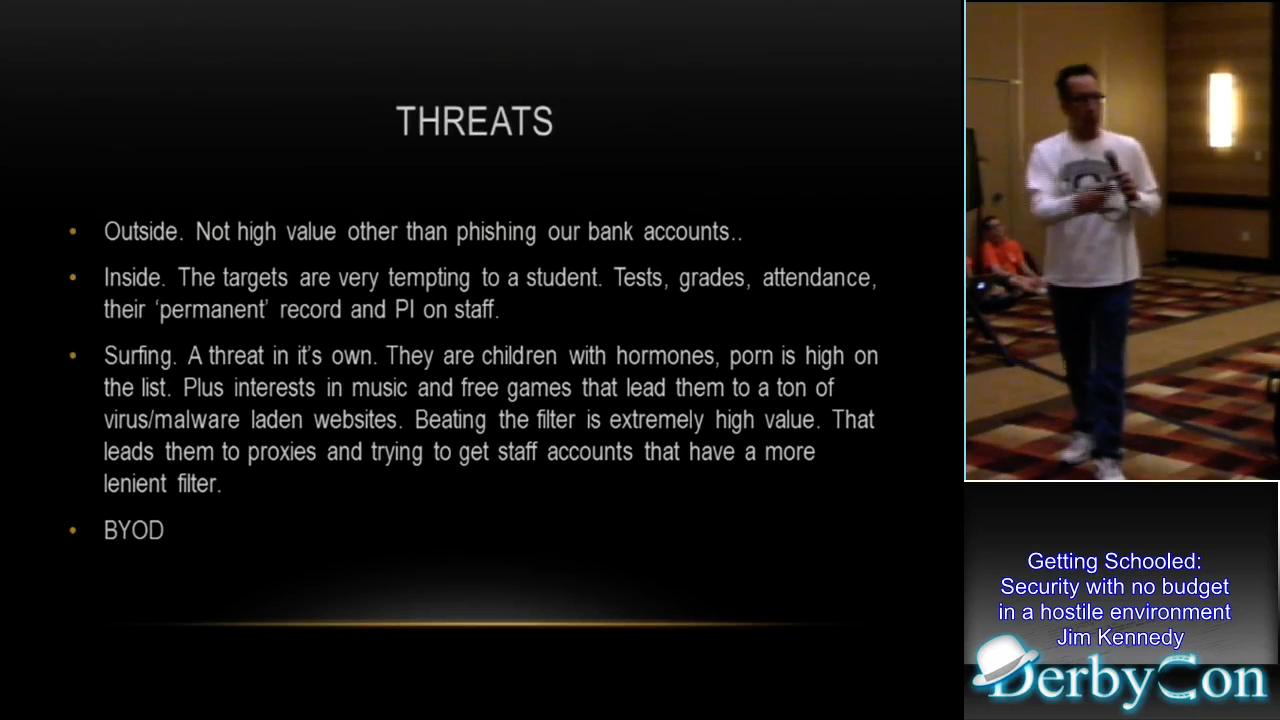 THREATS
• Outside. Not high value other than phishing our bank accounts..
• Inside. The targets are very tempting to a student. Tests, grades, attendance,
their ‘permanent’ record and PI on staff.
• Surfing. A threat in it’s own. They are children with hormones, porn is high on
the list. Plus interests in music and free games that lead them to a ton of
virus/malware laden websites. Beating the filter is extremely high value. That
leads them to proxies and trying to get staff accounts that have a more
lenient filter.
• BYOD
Getting Schooled:
Security with no budget
in a hostile environment
Jim Kennedy
DerbyCon